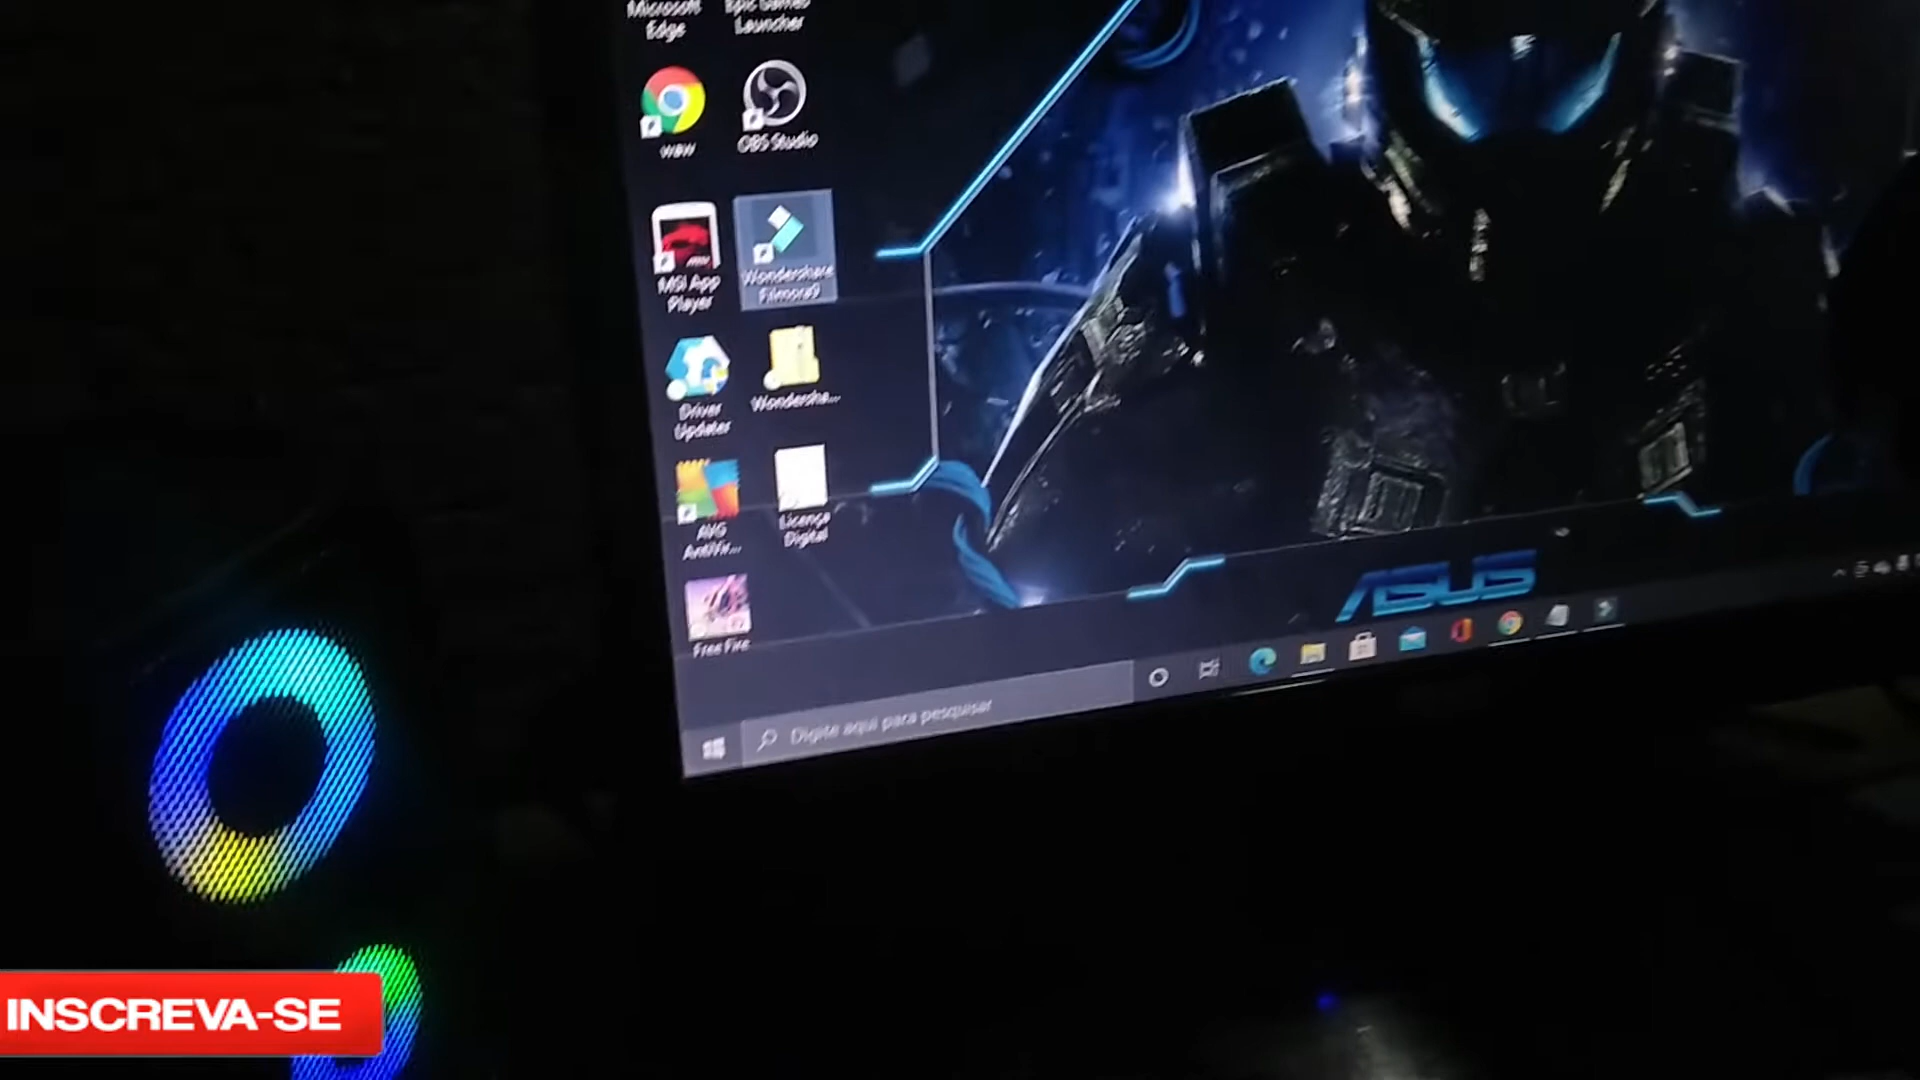 Microsoft
Edge
Epic Games
Launcher
waw
OBS Studio
MSI App
Player
Wondershare
Filmora9
Driver
Updater
Wondersha...
AVG
AntiVir...
Licença
Digital
Free Fire
ASUS
Digite aqui para pesquisar
INSCREVA-SE